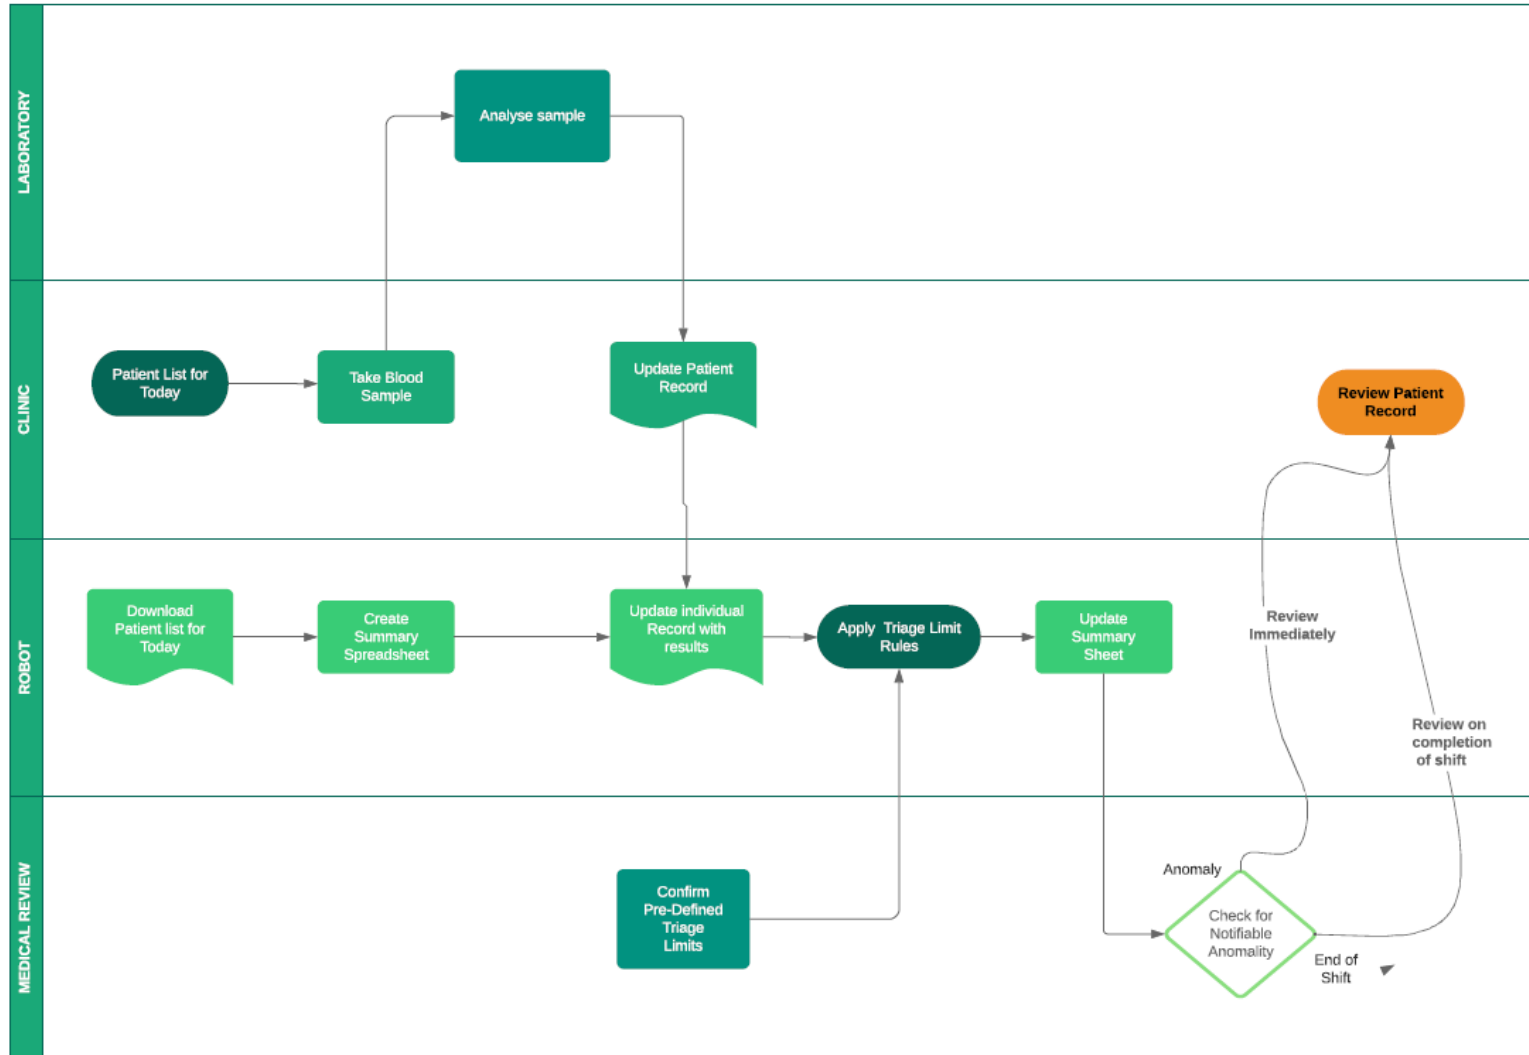 LABORATORY
Analyse sample
CLINIC
Patient List for
Today
Take Blood
Sample
Update Patient
Record
Review Patient
Record
ROBOT
Download
Patient list for
Today
Create
Summary
Spreadsheet
Update individual
Record with
results
Apply Triage Limit
Rules
Update
Summary
Sheet
Review
Immediately
Review on
completion
of shift
MEDICAL REVIEW
Confirm
Pre-Defined
Triage
Limits
Anomaly
Check for
Notifiable
Anomality
End of
Shift